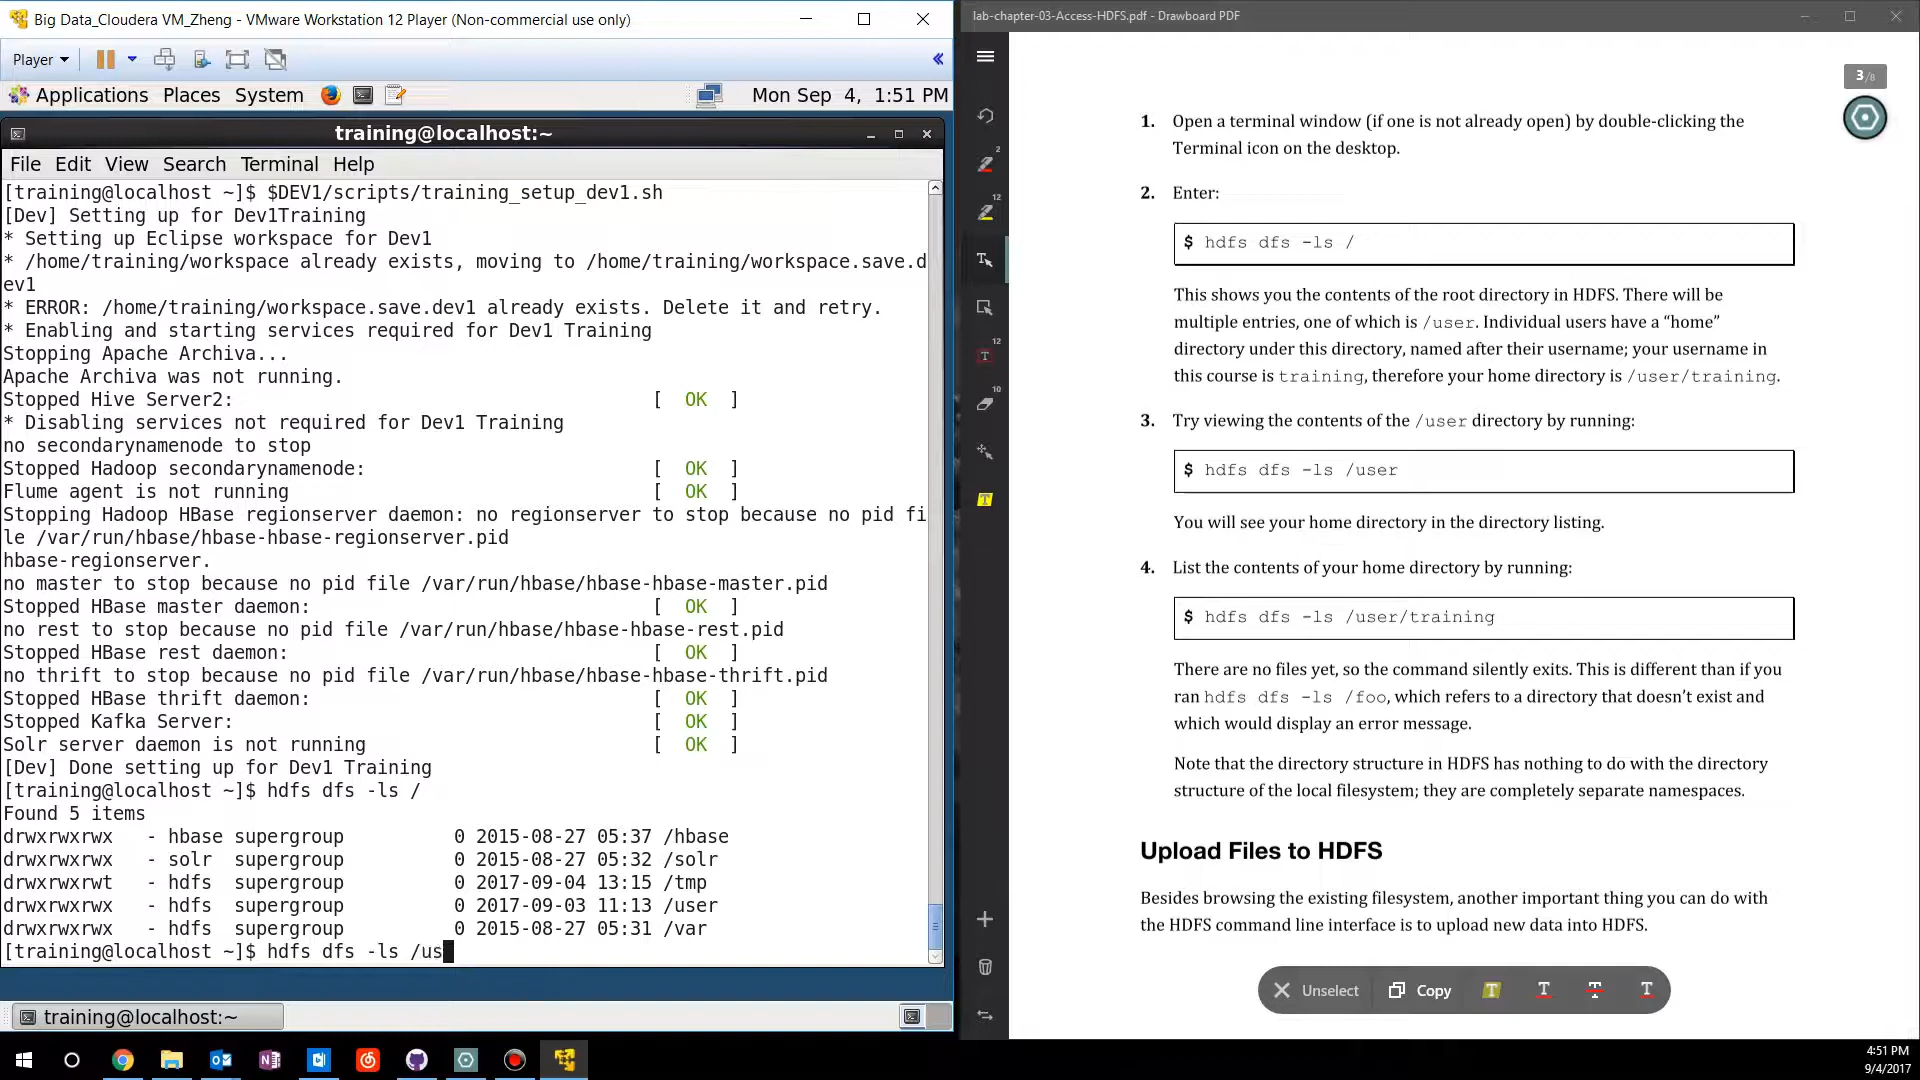 Big Data_Cloudera VM_Zheng - VMware Workstation 12 Player (Non-commercial use only)
Player
Applications Places System Mon Sep 4, 1:51 PM
training@localhost:~
File Edit View Search Terminal Help
[training@localhost ~]$ $DEV1/scripts/training_setup_dev1.sh
[Dev] Setting up for Dev1Training
* Setting up Eclipse workspace for Dev1
* /home/training/workspace already exists, moving to /home/training/workspace.save.d
ev1
* ERROR: /home/training/workspace.save.dev1 already exists. Delete it and retry.
* Enabling and starting services required for Dev1 Training
Stopping Apache Archiva...
Apache Archiva was not running.
Stopped Hive Server2: [ OK ]
* Disabling services not required for Dev1 Training
no secondarynamenode to stop
Stopped Hadoop secondarynamenode: [ OK ]
Flume agent is not running [ OK ]
Stopping Hadoop HBase regionserver daemon: no regionserver to stop because no pid fi
le /var/run/hbase/hbase-hbase-regionserver.pid
hbase-regionserver.
no master to stop because no pid file /var/run/hbase/hbase-hbase-master.pid
Stopped HBase master daemon: [ OK ]
no rest to stop because no pid file /var/run/hbase/hbase-hbase-rest.pid
Stopped HBase rest daemon: [ OK ]
no thrift to stop because no pid file /var/run/hbase/hbase-hbase-thrift.pid
Stopped HBase thrift daemon: [ OK ]
Stopped Kafka Server: [ OK ]
Solr server daemon is not running [ OK ]
[Dev] Done setting up for Dev1 Training
[training@localhost ~]$ hdfs dfs -ls /
Found 5 items
drwxrwxrwx - hbase supergroup 0 2015-08-27 05:37 /hbase
drwxrwxrwx - solr supergroup 0 2015-08-27 05:32 /solr
drwxrwxrwt - hdfs supergroup 0 2017-09-04 13:15 /tmp
drwxrwxrwx - hdfs supergroup 0 2017-09-03 11:13 /user
drwxrwxrwx - hdfs supergroup 0 2015-08-27 05:31 /var
[training@localhost ~]$ hdfs dfs -ls /us
training@localhost:~
lab-chapter-03-Access-HDFS.pdf - Drawboard PDF
3/8
2
12
12
10
1. Open a terminal window (if one is not already open) by double-clicking the
Terminal icon on the desktop.
2. Enter:
$ hdfs dfs -ls /
This shows you the contents of the root directory in HDFS. There will be
multiple entries, one of which is /user. Individual users have a “home”
directory under this directory, named after their username; your username in
this course is training, therefore your home directory is /user/training.
3. Try viewing the contents of the /user directory by running:
$ hdfs dfs -ls /user
You will see your home directory in the directory listing.
4. List the contents of your home directory by running:
$ hdfs dfs -ls /user/training
There are no files yet, so the command silently exits. This is different than if you
ran hdfs dfs -ls /foo, which refers to a directory that doesn’t exist and
which would display an error message.
Note that the directory structure in HDFS has nothing to do with the directory
structure of the local filesystem; they are completely separate namespaces.
Upload Files to HDFS
Besides browsing the existing filesystem, another important thing you can do with
the HDFS command line interface is to upload new data into HDFS.
Unselect Copy T T T T
4:51 PM
9/4/2017